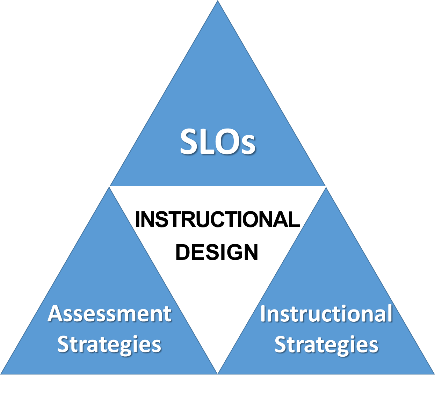 SLOs
INSTRUCTIONAL
DESIGN
Assessment
Strategies
Instructional
Strategies